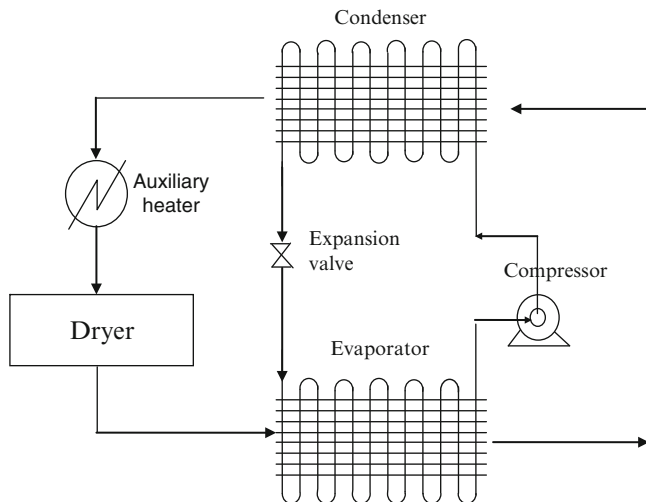 Condenser
Auxiliary
heater
Expansion
valve
Compressor
Dryer
Evaporator